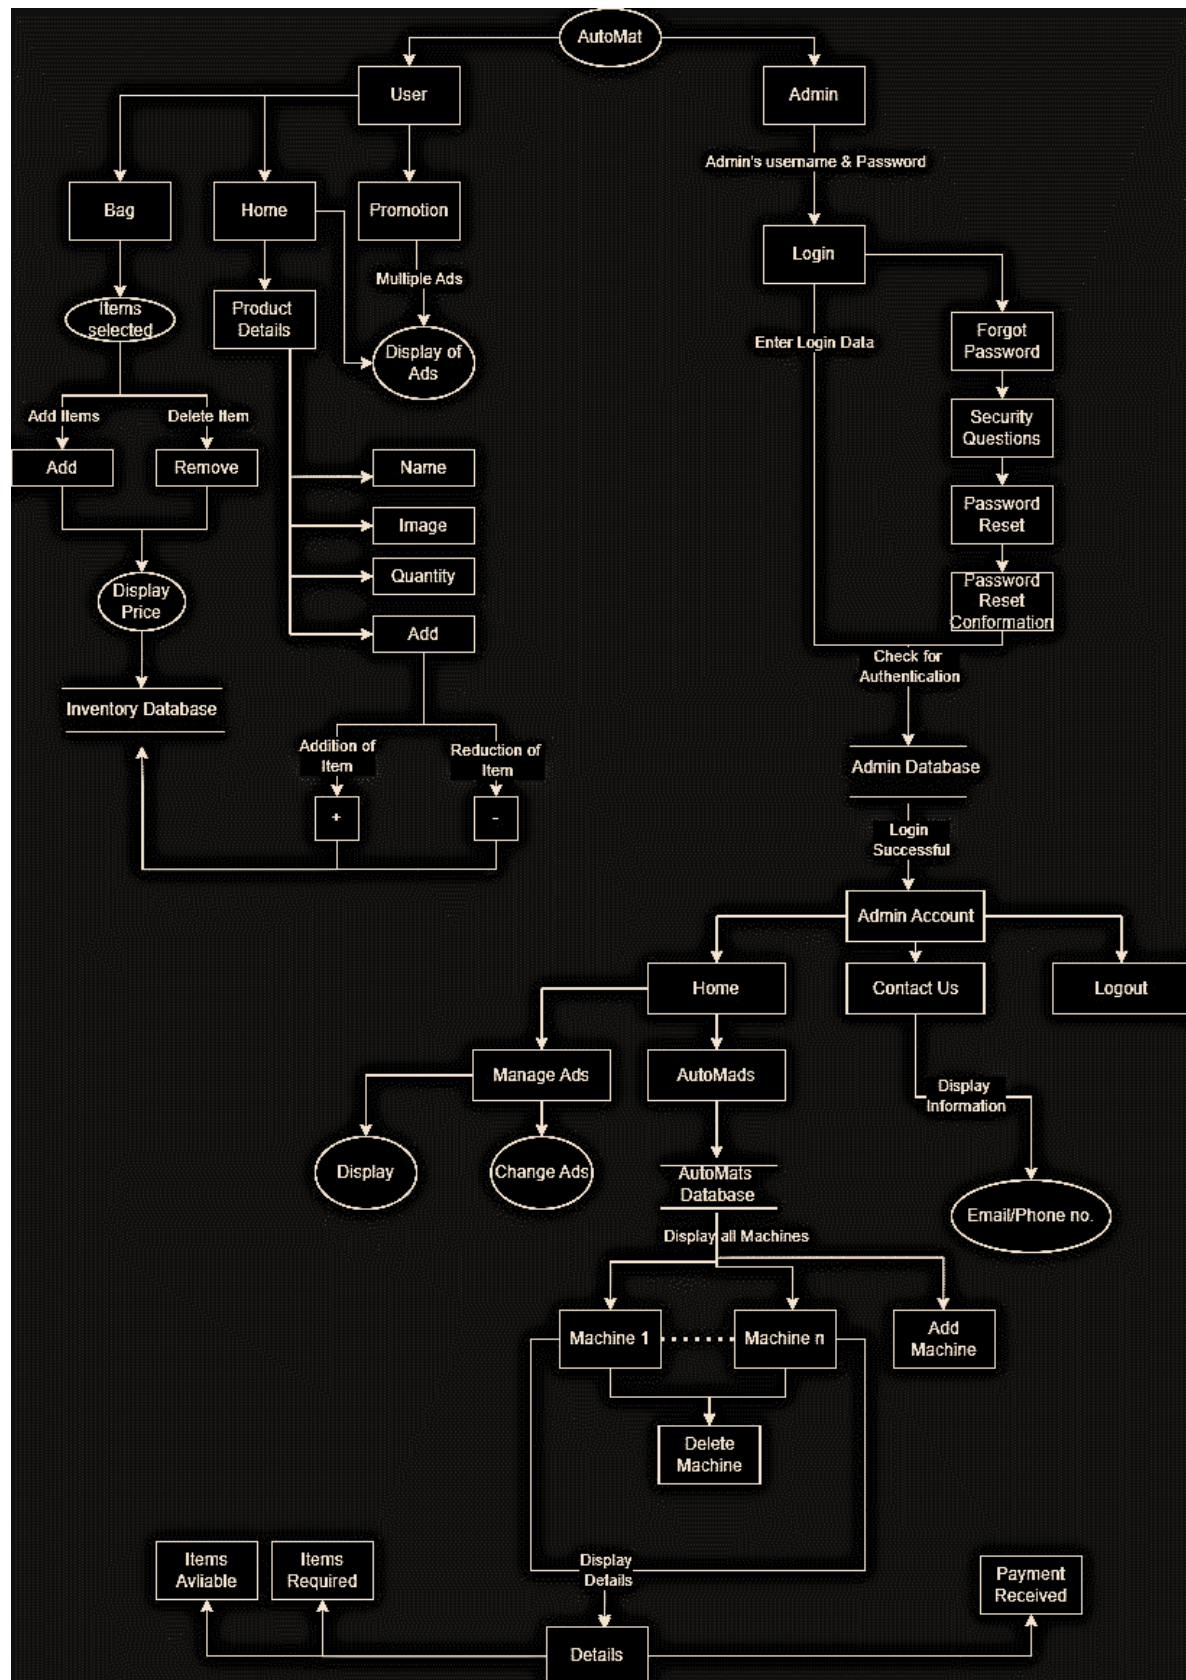 AutoMat
User
Admin
Admin's username & Password
Bag
Home
Promotion
Login
Multiple Ads
Items
selected
Product
Details
Display of
Ads
Enter Login Data
Forgot
Password
Add Items
Delete Item
Security
Questions
Add
Remove
Name
Image
Password
Reset
Quantity
Display
Price
Password
Reset
Conformation
Add
Check for
Authenlication
Inventory Database
Addition of
Item
Reduction of
Item
Admin Database
+
-
Login
Successful
Admin Account
Home
Contact Us
Logout
Manage Ads
AutoMads
Display
Information
Display
Change Ads
AutoMats
Database
Email/Phone no.
Display all Machines
Machine 1
Machine n
Add
Machine
Delete
Machine
Items
Avliable
Items
Required
Display
Details
Payment
Received
Details